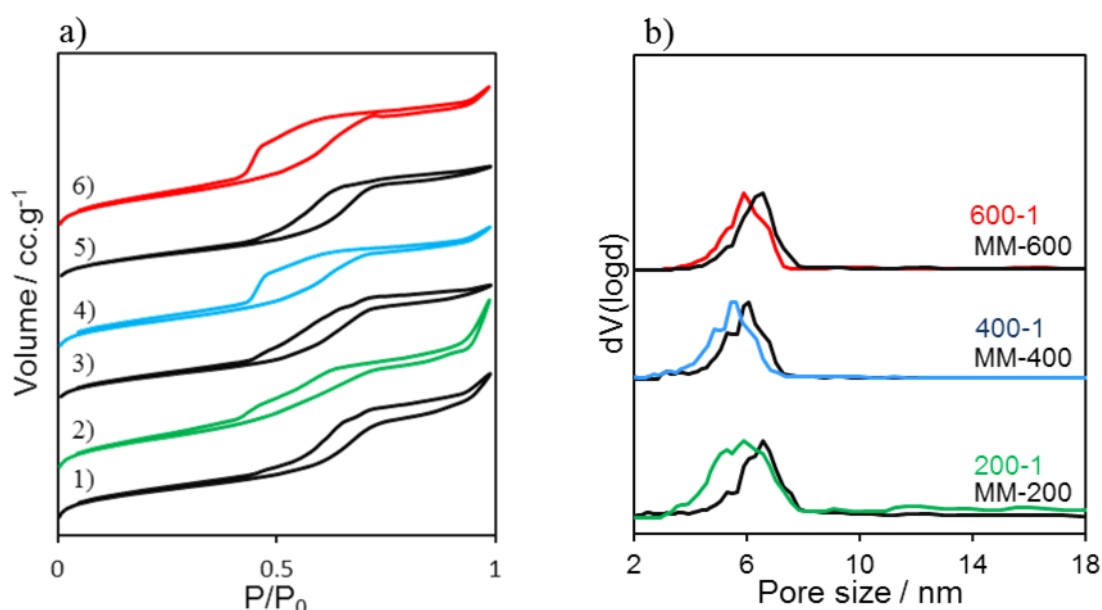 a)
Volume / cc.g⁻¹
6)
5)
4)
3)
2)
1)
0
0.5
1
P/P₀
b)
dV(logd)
600-1
MM-600
400-1
MM-400
200-1
MM-200
2
6
10
14
18
Pore size / nm